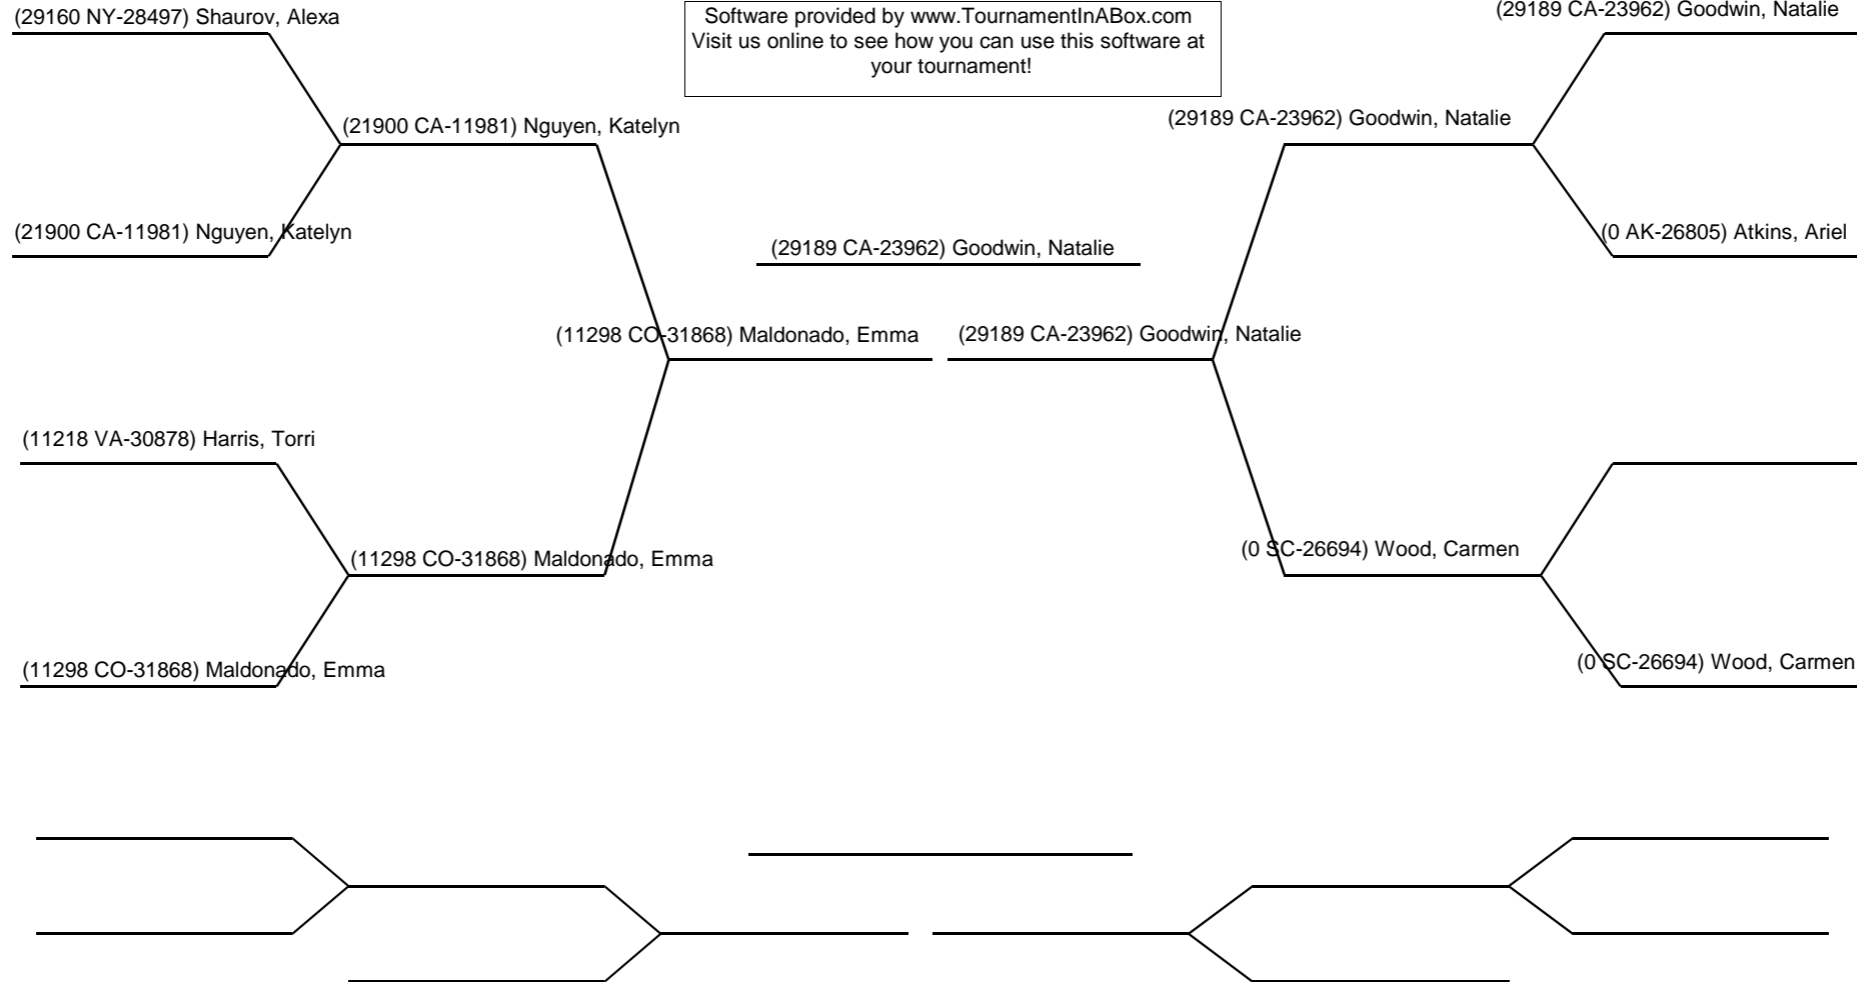 (29160 NY-28497) Shaurov, Alexa
Software provided by www.TournamentInABox.com
Visit us online to see how you can use this software at
your tournament!
(29189 CA-23962) Goodwin, Natalie
(21900 CA-11981) Nguyen, Katelyn
(29189 CA-23962) Goodwin, Natalie
(21900 CA-11981) Nguyen, Katelyn
(29189 CA-23962) Goodwin, Natalie
(0 AK-26805) Atkins, Ariel
(11298 CO-31868) Maldonado, Emma
(29189 CA-23962) Goodwin, Natalie
(11218 VA-30878) Harris, Torri
(11298 CO-31868) Maldonado, Emma
(0 SC-26694) Wood, Carmen
(11298 CO-31868) Maldonado, Emma
(0 SC-26694) Wood, Carmen